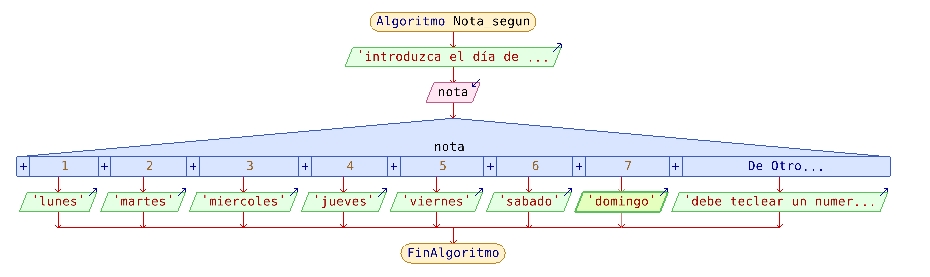 Algoritmo Nota segun
'introduzca el día de ...
nota
nota
+ 1 + 2 + 3 + 4 + 5 + 6 + 7 + De Otro...
'lunes' 'martes' 'miercoles' 'jueves' 'viernes' 'sabado' 'domingo' 'debe teclear un numer...
FinAlgoritmo